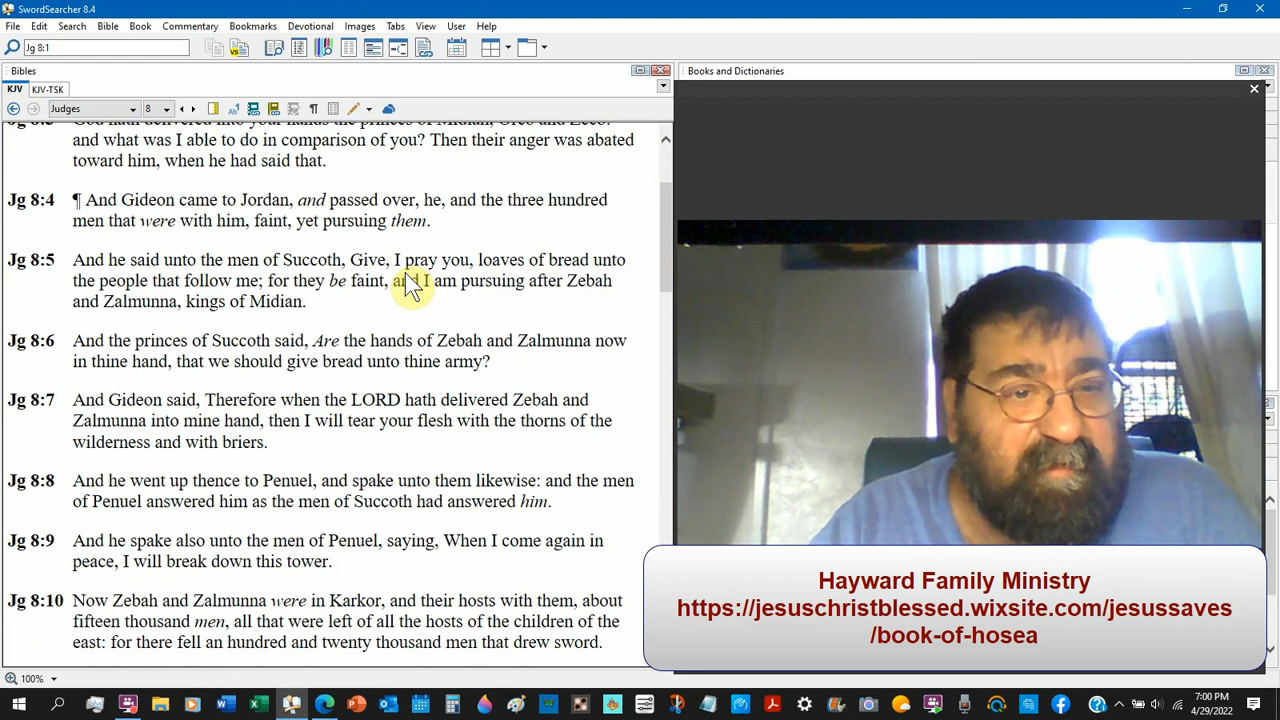 SwordSearcher 8.4
File Edit Search Bible Book Commentary Bookmarks Devotional Images Tabs View User Help
Jg 8:1
Bibles
Books and Dictionaries
KJV KJV-TSK
Judges 8
and what was I able to do in comparison of you? Then their anger was abated
toward him, when he had said that.
Jg 8:4 ¶ And Gideon came to Jordan, and passed over, he, and the three hundred
men that were with him, faint, yet pursuing them.
Jg 8:5 And he said unto the men of Succoth, Give, I pray you, loaves of bread unto
the people that follow me; for they be faint, and I am pursuing after Zebah
and Zalmunna, kings of Midian.
Jg 8:6 And the princes of Succoth said, Are the hands of Zebah and Zalmunna now
in thine hand, that we should give bread unto thine army?
Jg 8:7 And Gideon said, Therefore when the LORD hath delivered Zebah and
Zalmunna into mine hand, then I will tear your flesh with the thorns of the
wilderness and with briers.
Jg 8:8 And he went up thence to Penuel, and spake unto them likewise: and the men
of Penuel answered him as the men of Succoth had answered him.
Jg 8:9 And he spake also unto the men of Penuel, saying, When I come again in
peace, I will break down this tower.
Jg 8:10 Now Zebah and Zalmunna were in Karkor, and their hosts with them, about
fifteen thousand men, all that were left of all the hosts of the children of the
east: for there fell an hundred and twenty thousand men that drew sword.
Hayward Family Ministry
https://jesuschristblessed.wixsite.com/jesussaves
/book-of-hosea
100%
7:00 PM
4/29/2022